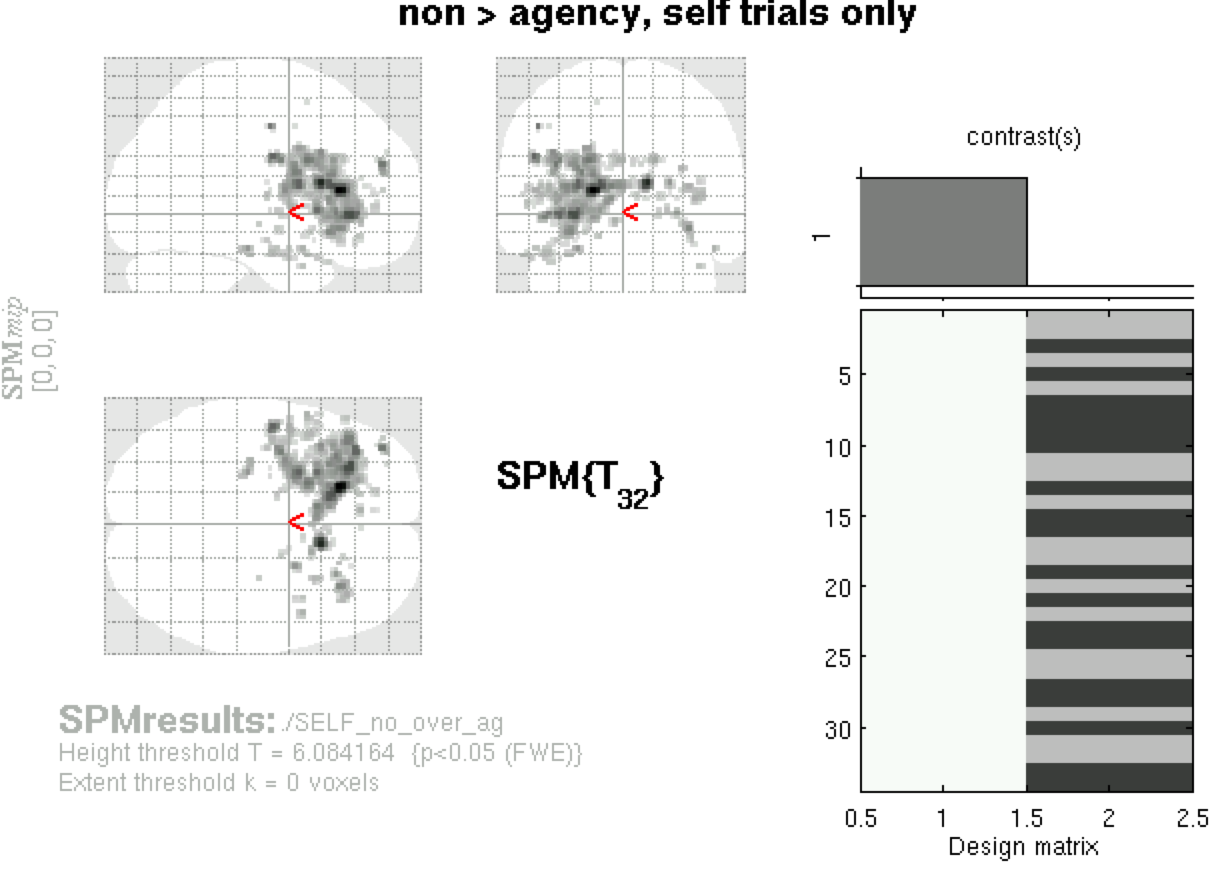 non > agency, self trials only
contrast(s)
1
SPMmip
[0, 0, 0]
SPM{T32}
5
10
15
20
25
30
0.5 1 1.5 2 2.5
Design matrix
SPMresults: ./SELF_no_over_ag
Height threshold T = 6.084164 {p<0.05 (FWE)}
Extent threshold k = 0 voxels